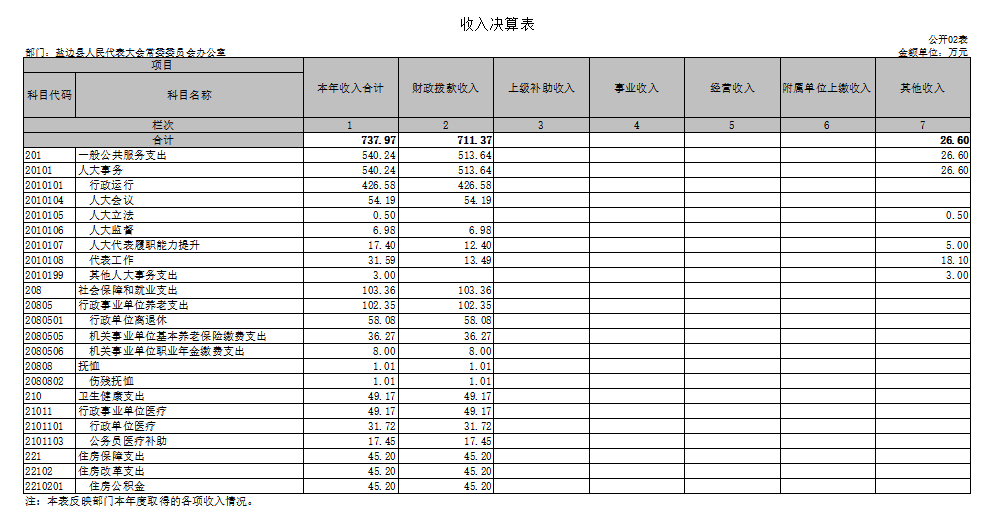 收入决算表
公开02表
部门：盐边县人民代表大会常委委员会办公室 金额单位：万元
项目 本年收入合计 财政拨款收入 上级补助收入 事业收入 经营收入 附属单位上缴收入 其他收入
科目代码 科目名称
栏次 1 2 3 4 5 6 7
合计 737.97 711.37 26.60
201 一般公共服务支出 540.24 513.64 26.60
20101 人大事务 540.24 513.64 26.60
2010101 行政运行 426.58 426.58
2010104 人大会议 54.19 54.19
2010105 人大立法 0.50 0.50
2010106 人大监督 6.98 6.98
2010107 人大代表履职能力提升 17.40 12.40 5.00
2010108 代表工作 31.59 13.49 18.10
2010199 其他人大事务支出 3.00 3.00
208 社会保障和就业支出 103.36 103.36
20805 行政事业单位养老支出 102.35 102.35
2080501 行政单位离退休 58.08 58.08
2080505 机关事业单位基本养老保险缴费支出 36.27 36.27
2080506 机关事业单位职业年金缴费支出 8.00 8.00
20808 抚恤 1.01 1.01
2080802 伤残抚恤 1.01 1.01
210 卫生健康支出 49.17 49.17
21011 行政事业单位医疗 49.17 49.17
2101101 行政单位医疗 31.72 31.72
2101103 公务员医疗补助 17.45 17.45
221 住房保障支出 45.20 45.20
22102 住房改革支出 45.20 45.20
2210201 住房公积金 45.20 45.20
注：本表反映部门本年度取得的各项收入情况。